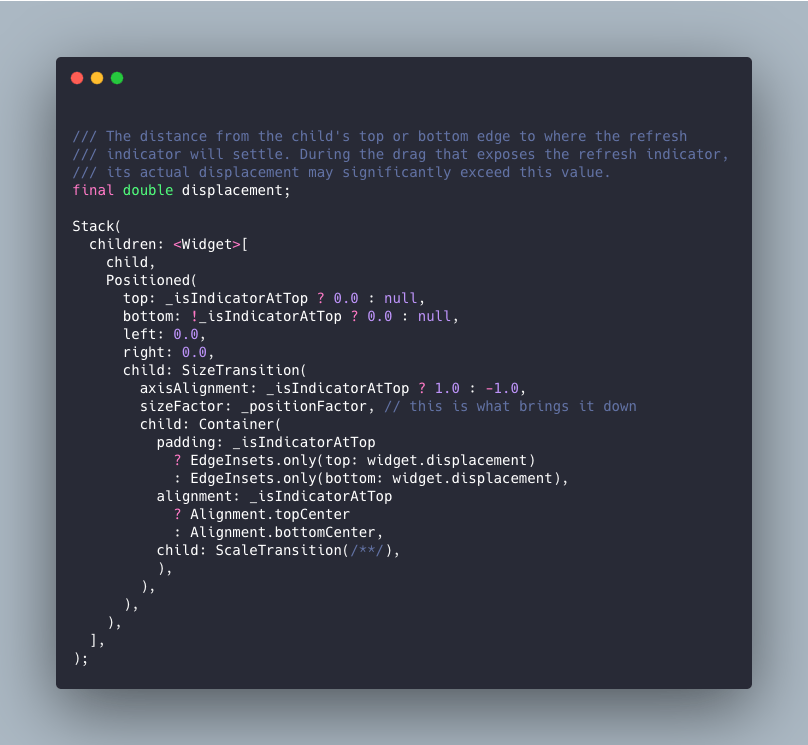 /// The distance from the child's top or bottom edge to where the refresh
/// indicator will settle. During the drag that exposes the refresh indicator,
/// its actual displacement may significantly exceed this value.
final double displacement;

Stack(
  children: <Widget>[
    child,
    Positioned(
      top: _isIndicatorAtTop ? 0.0 : null,
      bottom: !_isIndicatorAtTop ? 0.0 : null,
      left: 0.0,
      right: 0.0,
      child: SizeTransition(
        axisAlignment: _isIndicatorAtTop ? 1.0 : -1.0,
        sizeFactor: _positionFactor, // this is what brings it down
        child: Container(
          padding: _isIndicatorAtTop
            ? EdgeInsets.only(top: widget.displacement)
            : EdgeInsets.only(bottom: widget.displacement),
          alignment: _isIndicatorAtTop
            ? Alignment.topCenter
            : Alignment.bottomCenter,
          child: ScaleTransition(/**/),
          ),
        ),
      ),
    ),
  ],
);